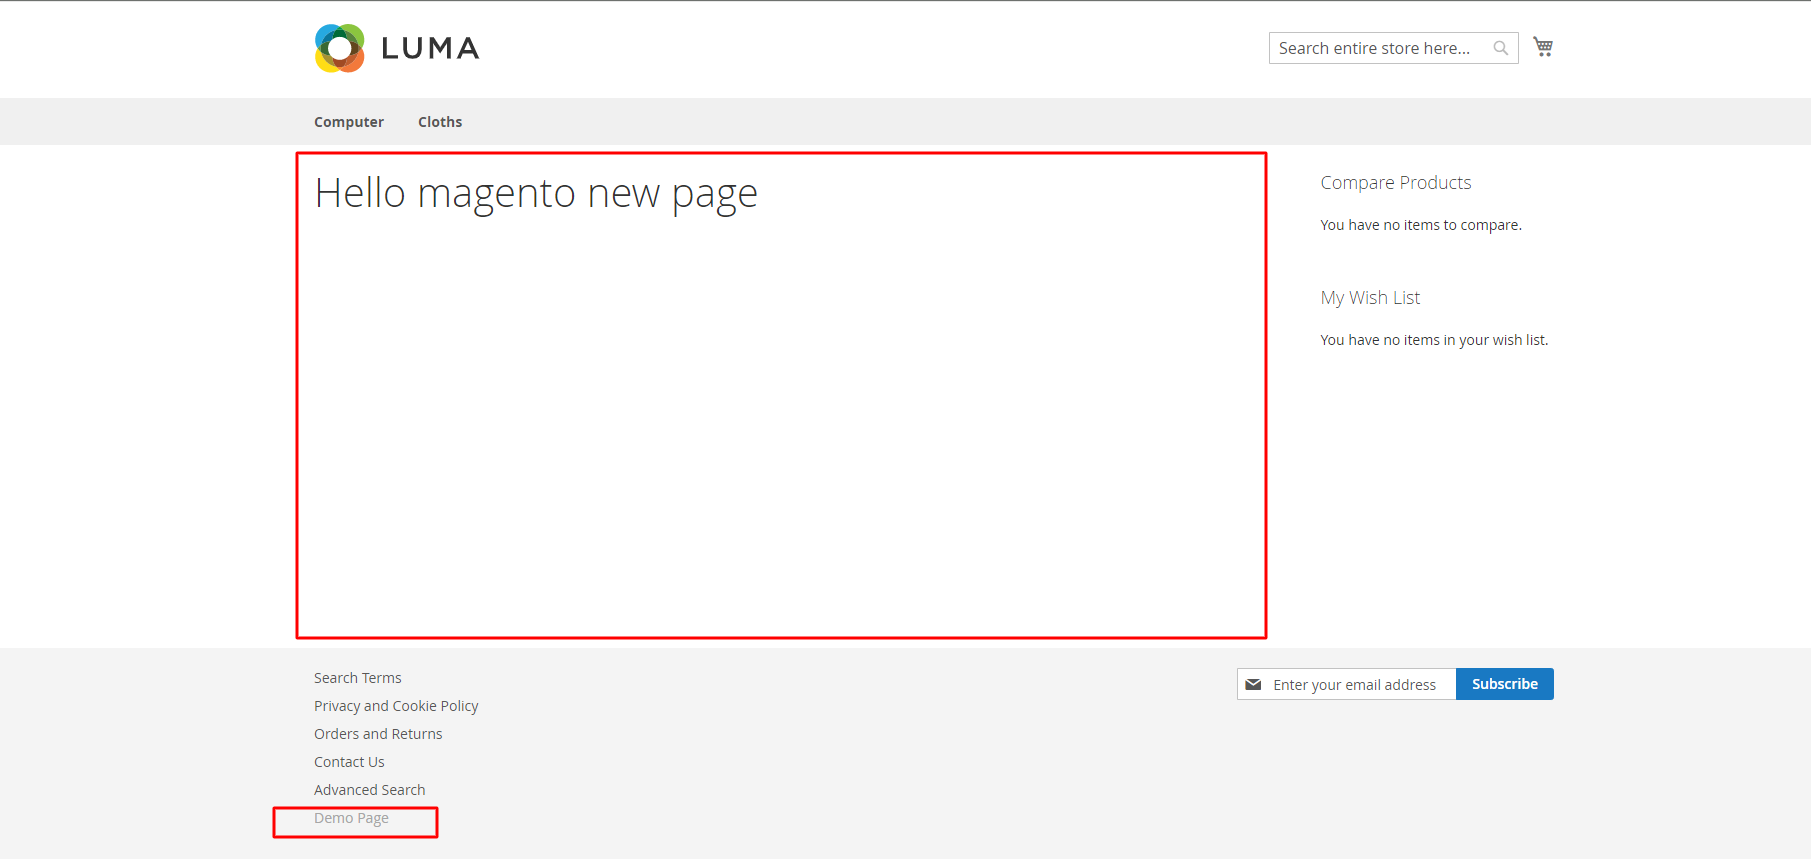 LUMA
Search entire store here...
Computer Cloths
Hello magento new page
Compare Products
You have no items to compare.
My Wish List
You have no items in your wish list.
Search Terms
Privacy and Cookie Policy
Orders and Returns
Contact Us
Advanced Search
Demo Page
Enter your email address Subscribe